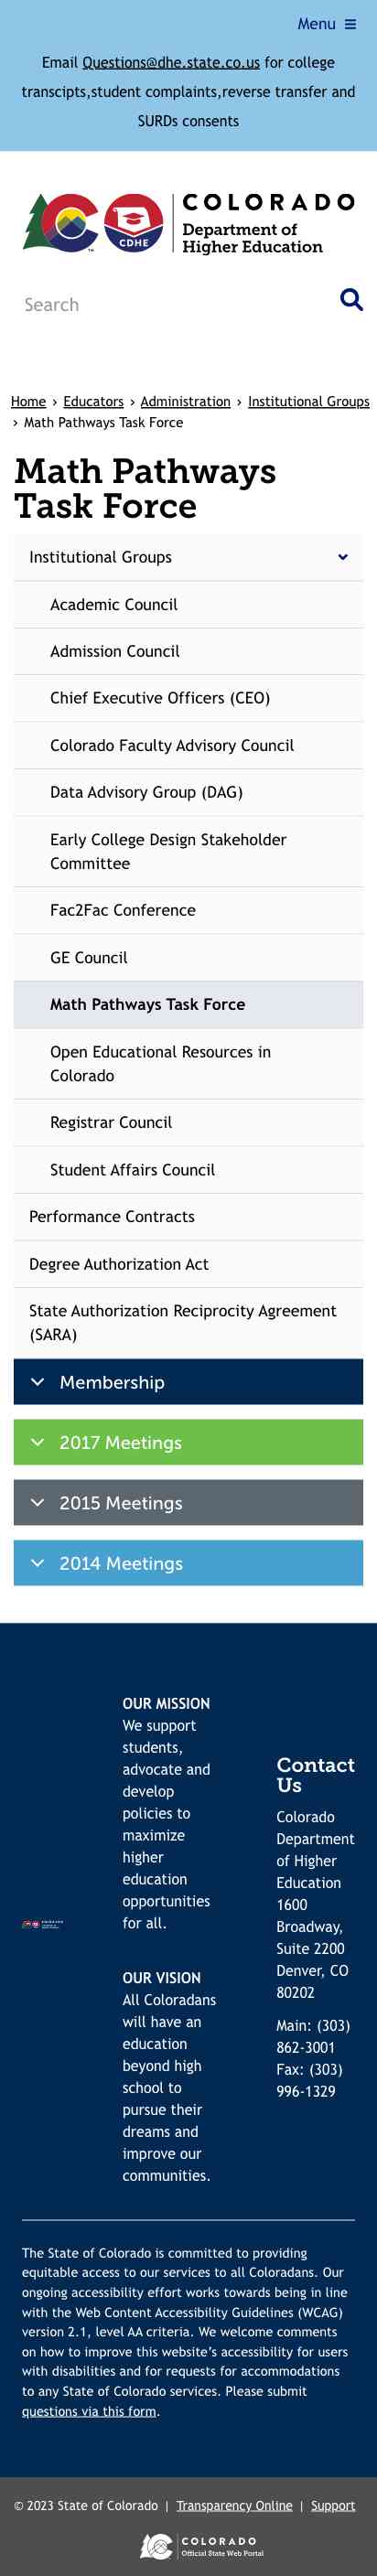 Menu
Email Questions@dhe.state.co.us for college
transcipts,student complaints,reverse transfer and
SURDs consents
COLORADO
CDHE
Department of
Higher Education
Search
Home › Educators › Administration › Institutional Groups
› Math Pathways Task Force
Math Pathways
Task Force
Institutional Groups
Academic Council
Admission Council
Chief Executive Officers (CEO)
Colorado Faculty Advisory Council
Data Advisory Group (DAG)
Early College Design Stakeholder
Committee
Fac2Fac Conference
GE Council
Math Pathways Task Force
Open Educational Resources in
Colorado
Registrar Council
Student Affairs Council
Performance Contracts
Degree Authorization Act
State Authorization Reciprocity Agreement
(SARA)
Membership
2017 Meetings
2015 Meetings
2014 Meetings
OUR MISSION
We support
students,
advocate and
develop
policies to
maximize
higher
education
opportunities
for all.
OUR VISION
All Coloradans
will have an
education
beyond high
school to
pursue their
dreams and
improve our
communities.
Contact
Us
Colorado
Department
of Higher
Education
1600
Broadway,
Suite 2200
Denver, CO
80202
Main: (303)
862-3001
Fax: (303)
996-1329
The State of Colorado is committed to providing
equitable access to our services to all Coloradans. Our
ongoing accessibility effort works towards being in line
with the Web Content Accessibility Guidelines (WCAG)
version 2.1, level AA criteria. We welcome comments
on how to improve this website's accessibility for users
with disabilities and for requests for accommodations
to any State of Colorado services. Please submit
questions via this form.
© 2023 State of Colorado | Transparency Online | Support
COLORADO
Official State Web Portal